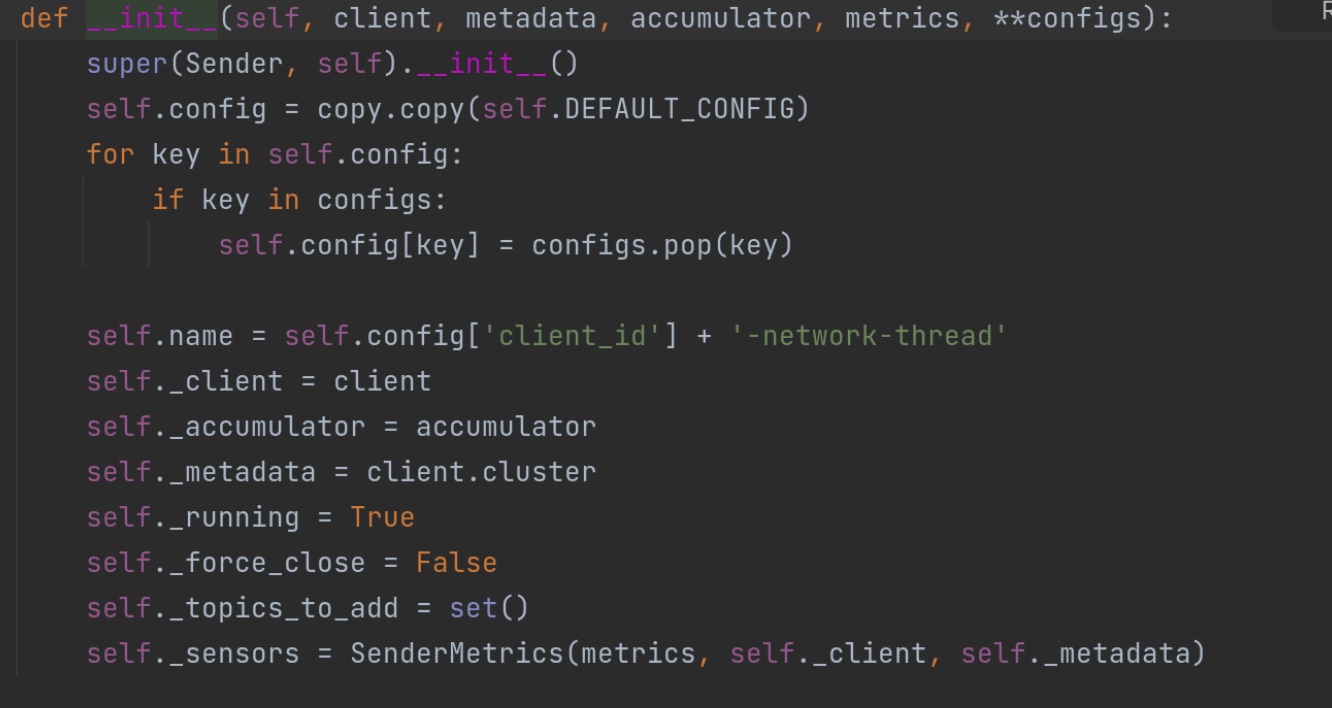 def __init__(self, client, metadata, accumulator, metrics, **configs):
    super(Sender, self).__init__()
    self.config = copy.copy(self.DEFAULT_CONFIG)
    for key in self.config:
        if key in configs:
            self.config[key] = configs.pop(key)

    self.name = self.config['client_id'] + '-network-thread'
    self._client = client
    self._accumulator = accumulator
    self._metadata = client.cluster
    self._running = True
    self._force_close = False
    self._topics_to_add = set()
    self._sensors = SenderMetrics(metrics, self._client, self._metadata)